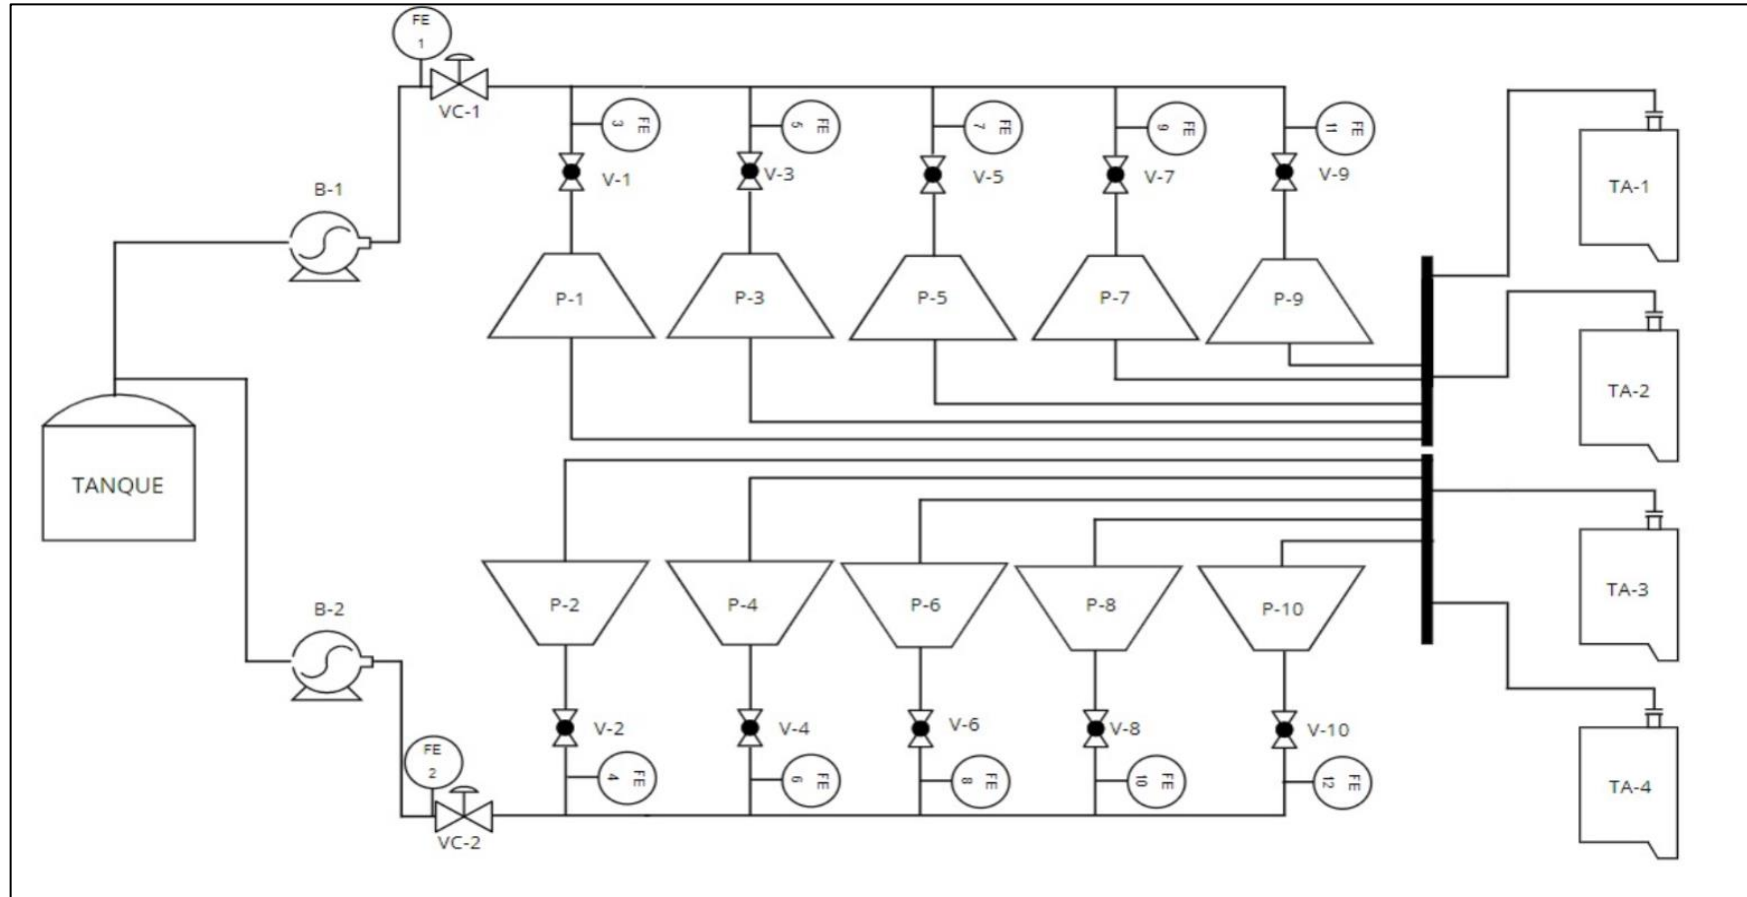 FE
1
VC-1
FE
3
FE
5
FE
7
FE
9
FE
11
V-1
V-3
V-5
V-7
V-9
B-1
TA-1
P-1
P-3
P-5
P-7
P-9
TA-2
TANQUE
TA-3
B-2
P-2
P-4
P-6
P-8
P-10
V-2
V-4
V-6
V-8
V-10
FE
2
FE
4
FE
6
FE
8
FE
10
FE
12
TA-4
VC-2